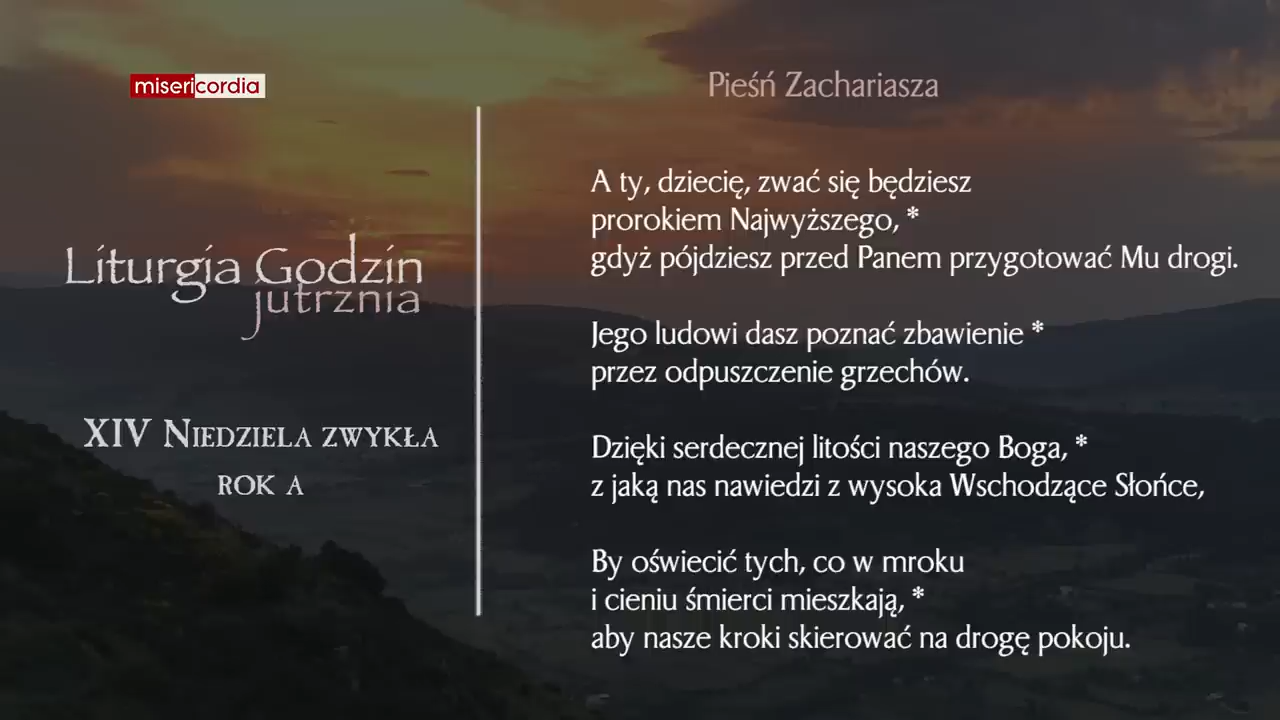 misericordia
Liturgia Godzin
jutrznia
XIV Niedziela zwykła
rok A
Pieśń Zachariasza
A ty, dziecię, zwać się będziesz
prorokiem Najwyższego, *
gdyż pójdziesz przed Panem przygotować Mu drogi.
Jego ludowi dasz poznać zbawienie *
przez odpuszczenie grzechów.
Dzięki serdecznej litości naszego Boga, *
z jaką nas nawiedzi z wysoka Wschodzące Słońce,
By oświecić tych, co w mroku
i cieniu śmierci mieszkają, *
aby nasze kroki skierować na drogę pokoju.